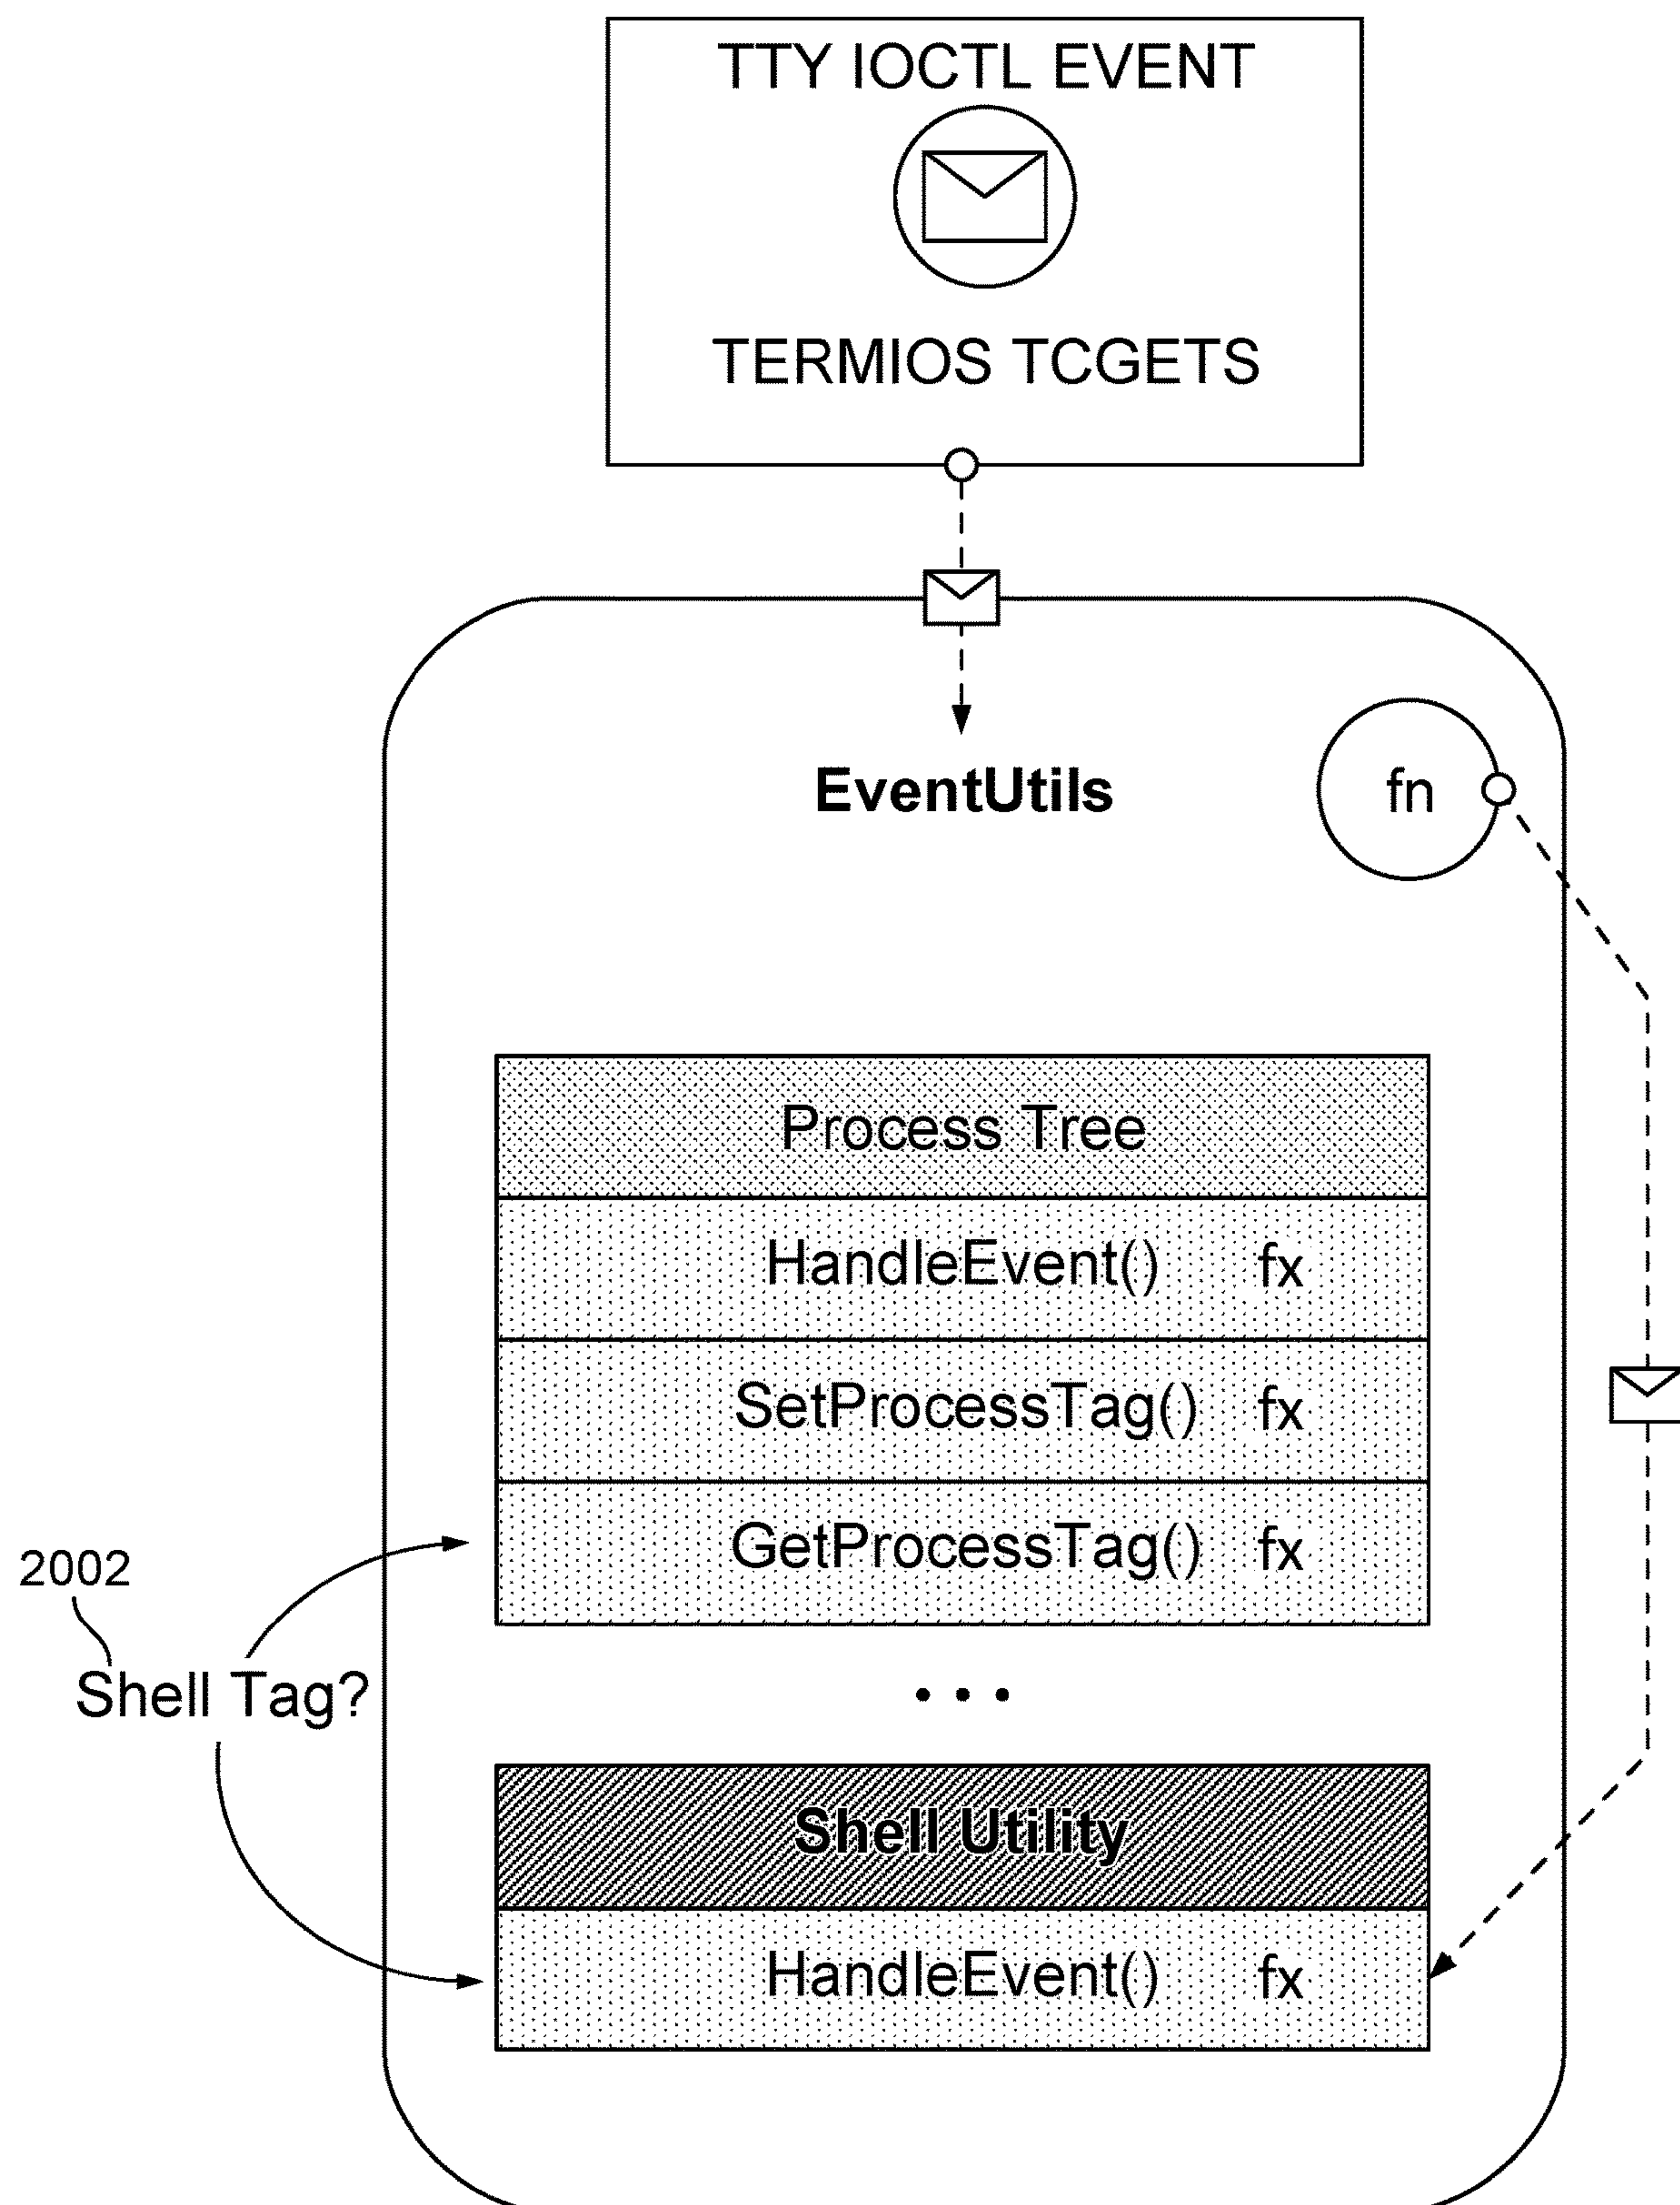 TTY IOCTL EVENT
TERMIOS TCGETS
EventUtils
fn
Process Tree
HandleEvent() fx
SetProcessTag() fx
GetProcessTag() fx
2002
Shell Tag?
...
Shell Utility
HandleEvent() fx